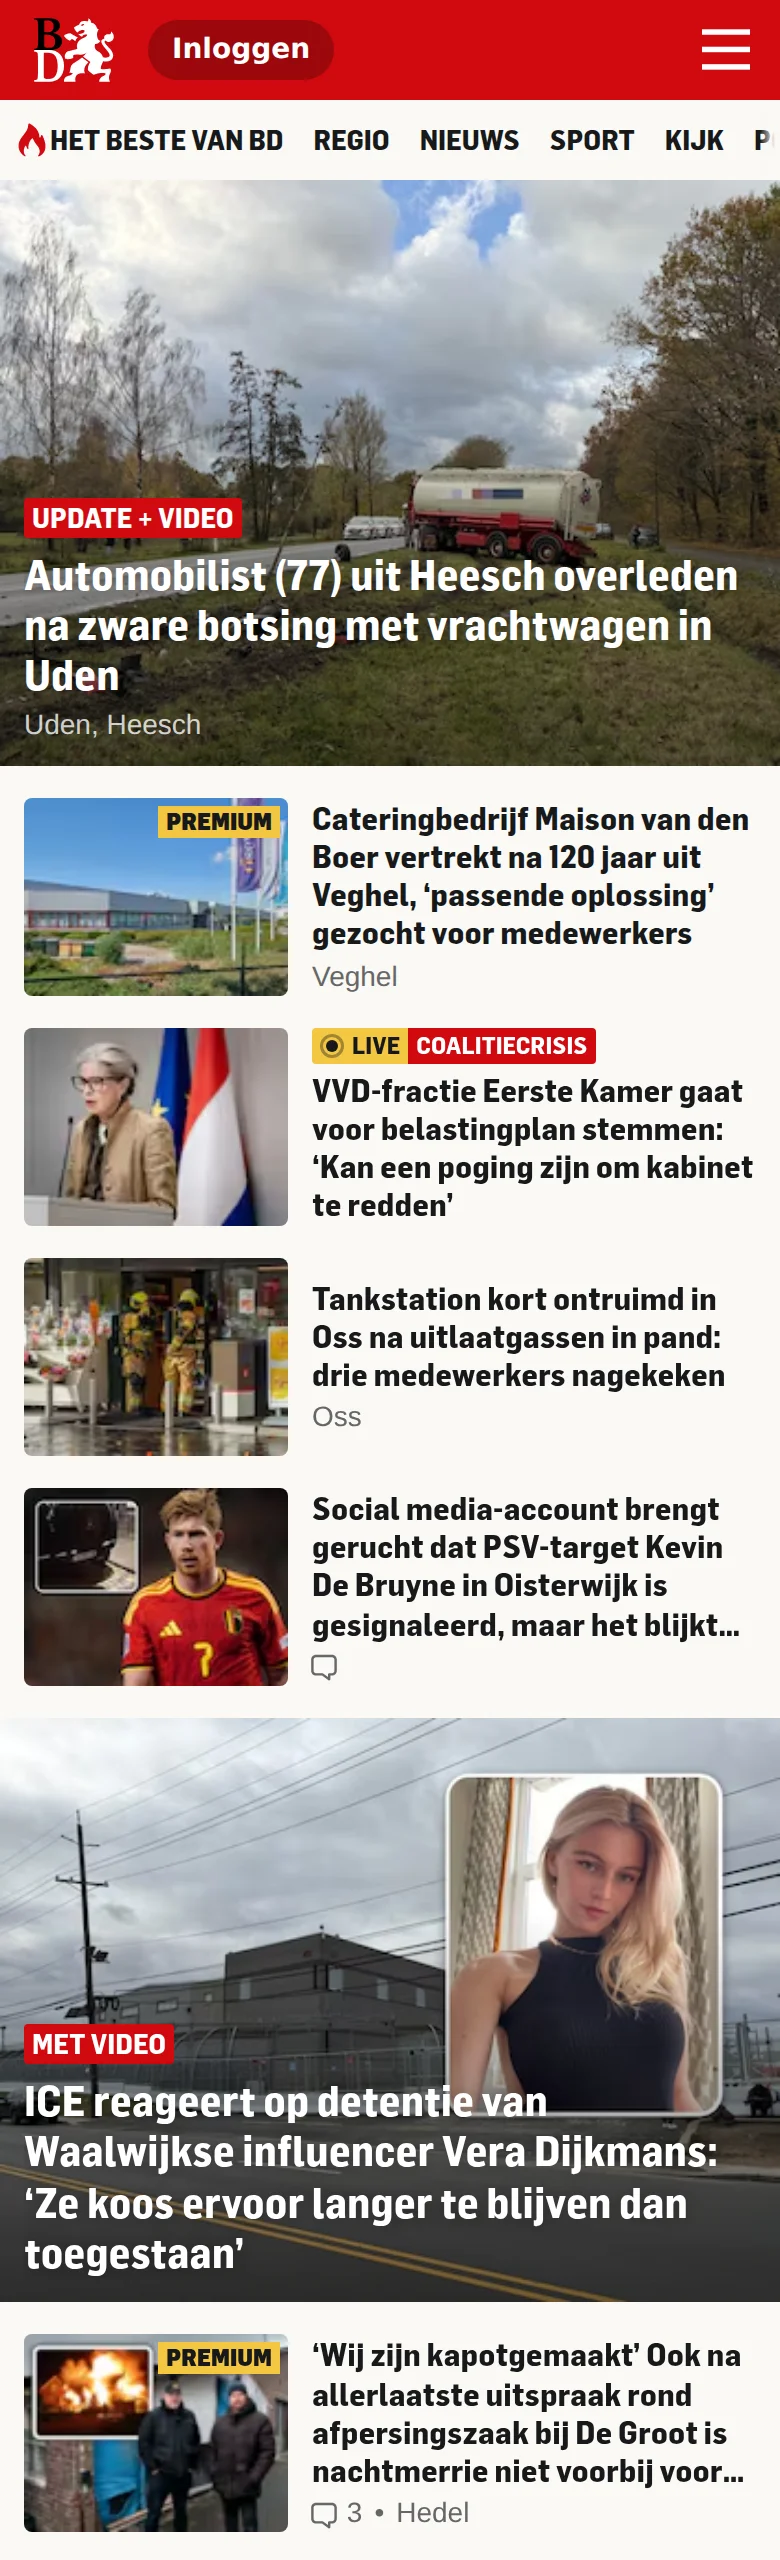 BD
Inloggen
HET BESTE VAN BD REGIO NIEUWS SPORT KIJK
UPDATE + VIDEO
Automobilist (77) uit Heesch overleden
na zware botsing met vrachtwagen in
Uden
Uden, Heesch
PREMIUM
Cateringbedrijf Maison van den
Boer vertrekt na 120 jaar uit
Veghel, ‘passende oplossing’
gezocht voor medewerkers
Veghel
LIVE COALITIECRISIS
VVD-fractie Eerste Kamer gaat
voor belastingplan stemmen:
‘Kan een poging zijn om kabinet
te redden’
Tankstation kort ontruimd in
Oss na uitlaatgassen in pand:
drie medewerkers nagekeken
Oss
7
Social media-account brengt
gerucht dat PSV-target Kevin
De Bruyne in Oisterwijk is
gesignaleerd, maar het blijkt...
MET VIDEO
ICE reageert op detentie van
Waalwijkse influencer Vera Dijkmans:
‘Ze koos ervoor langer te blijven dan
toegestaan’
PREMIUM
‘Wij zijn kapotgemaakt’ Ook na
allerlaatste uitspraak rond
afpersingszaak bij De Groot is
nachtmerrie niet voorbij voor...
3 • Hedel